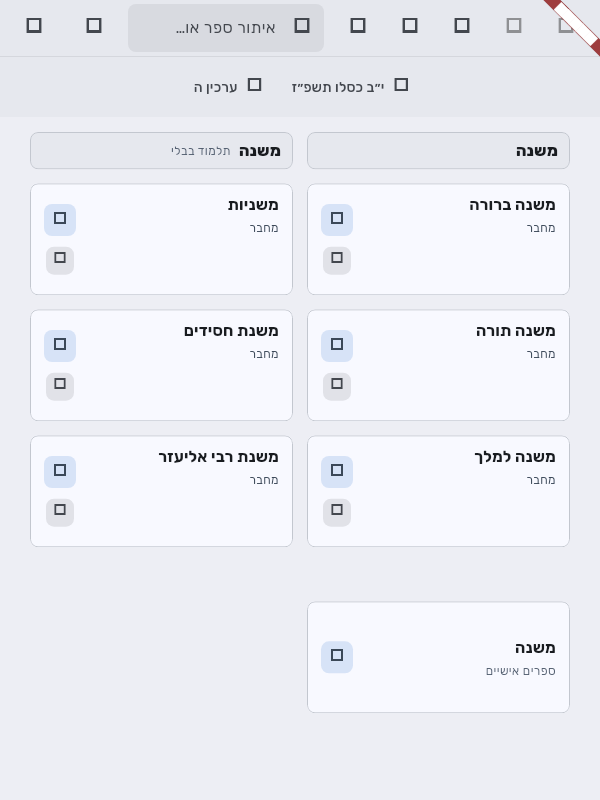 איתור ספר או...
י״ב כסלו תשפ״ז
ערכין ה
משנה
משנה תלמוד בבלי
משנה ברורה
מחבר
משניות
מחבר
משנה תורה
מחבר
משנת חסידים
מחבר
משנה למלך
מחבר
משנת רבי אליעזר
מחבר
משנה
ספרים אישיים